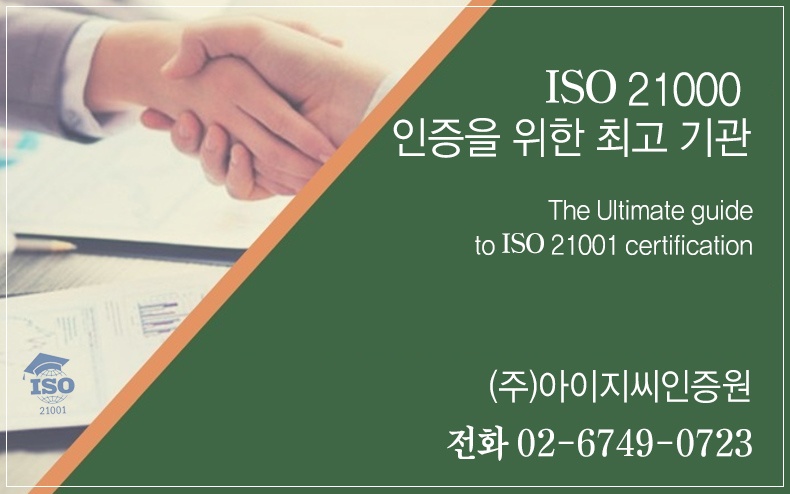 ISO 21000
인증을 위한 최고 기관
The Ultimate guide
to ISO 21001 certification
ISO
21001
(주)아이지씨인증원
전화 02-6749-0723